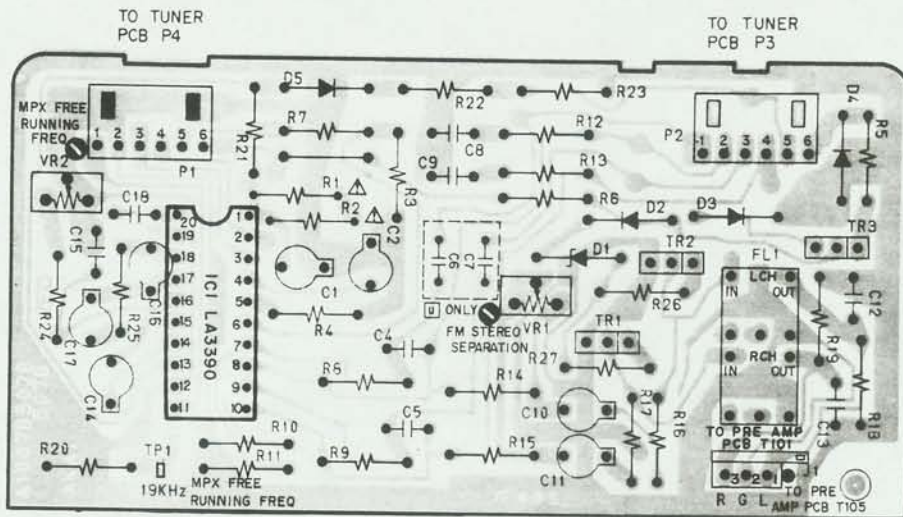 TO TUNER
PCB P4
TO TUNER
PCB P3
D5
R22
R23
D4
MPX FREE
RUNNING
FREQ
VR2
1 2 3 4 5 6
P1
R21
R7
C8
R12
P2
1 2 3 4 5 6
R5
C9
R13
R1
R3
R6
C18
R2
C2
D2
D3
TR3
C15
20 1
19 2
18 3
17 4
16 5
15 6
14 7
13 8
12 9
11 10
IC1 LA3390
C1
C6
C7
D1
TR2
FL1
LCH
IN
OUT
C12
R24
C17
R25
C16
R4
U ONLY
FM STEREO
SEPARATION
VR1
R26
TR1
R19
RCH
IN
OUT
C4
R27
C14
R8
R14
C10
R17
R16
C13
R18
C5
TO PRE AMP
PCB T101
R20
TP1
19KHz
R10
R11
R9
R15
C11
MPX FREE
RUNNING FREQ
3 2 1
J1
R G L
TO PRE
AMP PCB T105